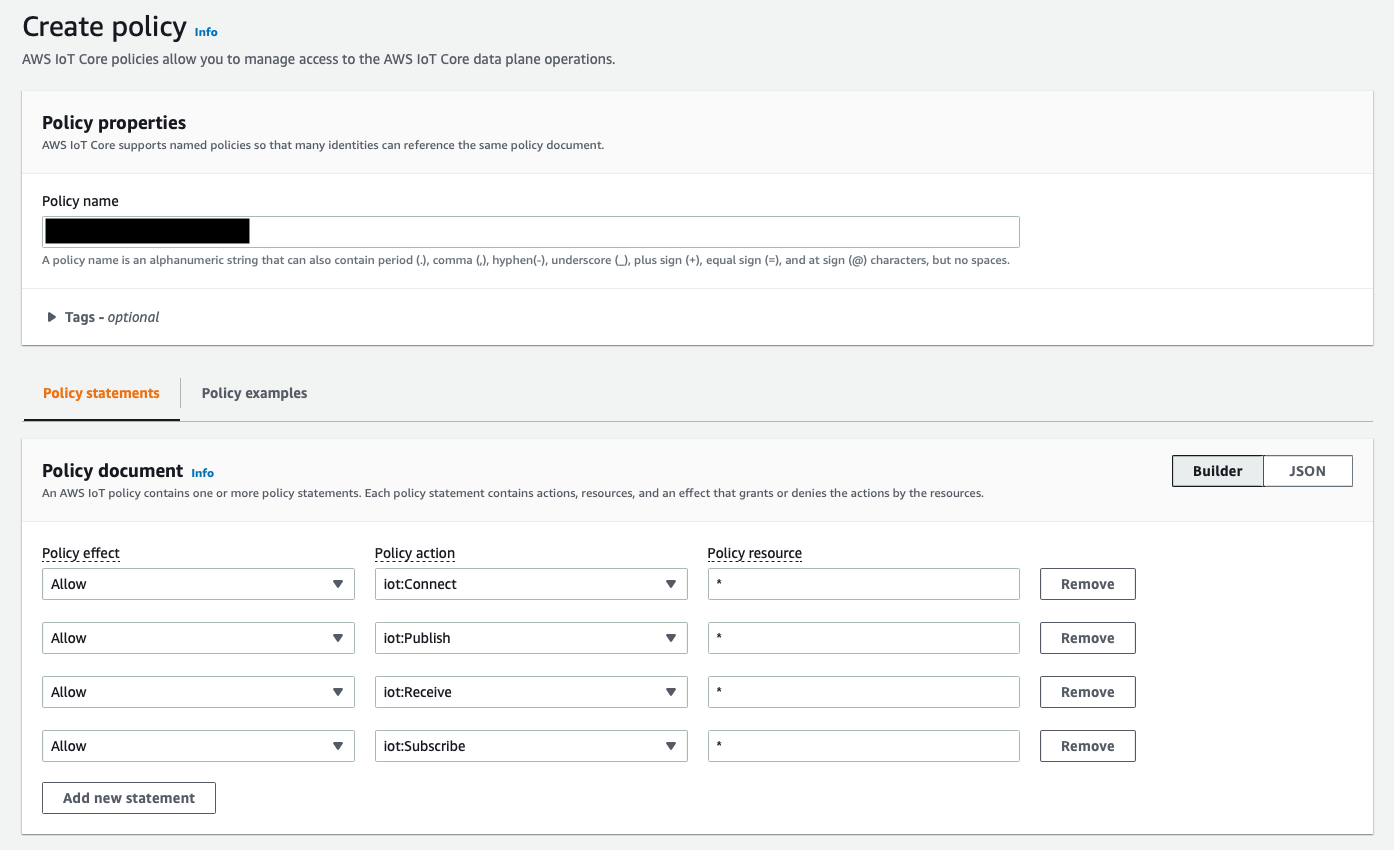 Create policy Info
AWS IoT Core policies allow you to manage access to the AWS IoT Core data plane operations.
Policy properties
AWS IoT Core supports named policies so that many identities can reference the same policy document.
Policy name
A policy name is an alphanumeric string that can also contain period (.), comma (,), hyphen(-), underscore (_), plus sign (+), equal sign (=), and at sign (@) characters, but no spaces.
Tags - optional
Policy statements Policy examples
Policy document Info
An AWS IoT policy contains one or more policy statements. Each policy statement contains actions, resources, and an effect that grants or denies the actions by the resources.
Builder JSON
Policy effect Policy action Policy resource
Allow iot:Connect * Remove
Allow iot:Publish * Remove
Allow iot:Receive * Remove
Allow iot:Subscribe * Remove
Add new statement